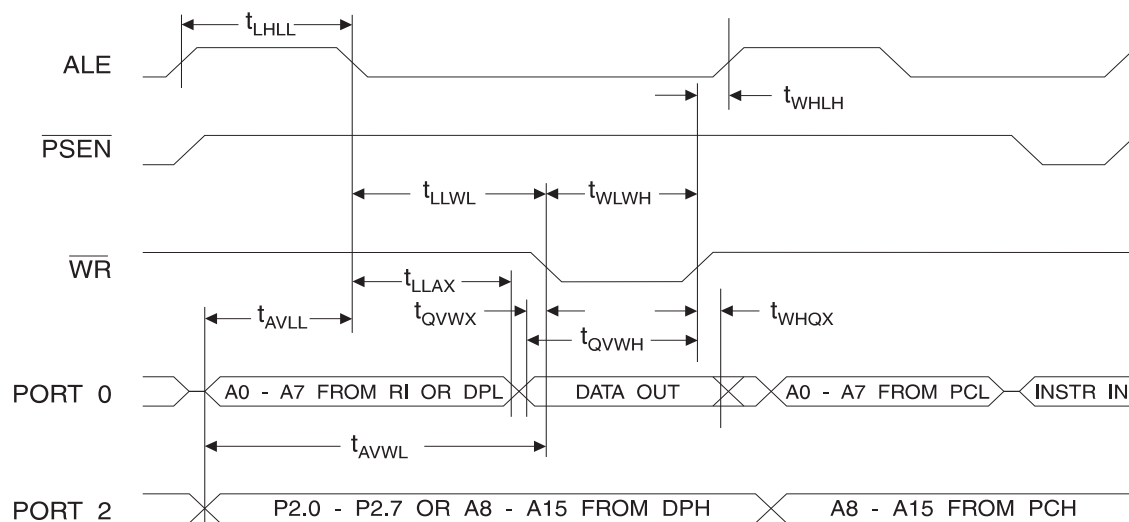 tLHLL
ALE
tWHLH
PSEN
tLLWL
tWLWH
WR
tLLAX
tAVLL
tQVWX
tWHQX
tQVWH
PORT 0
A0 - A7 FROM RI OR DPL
DATA OUT
A0 - A7 FROM PCL
INSTR IN
tAVWL
PORT 2
P2.0 - P2.7 OR A8 - A15 FROM DPH
A8 - A15 FROM PCH